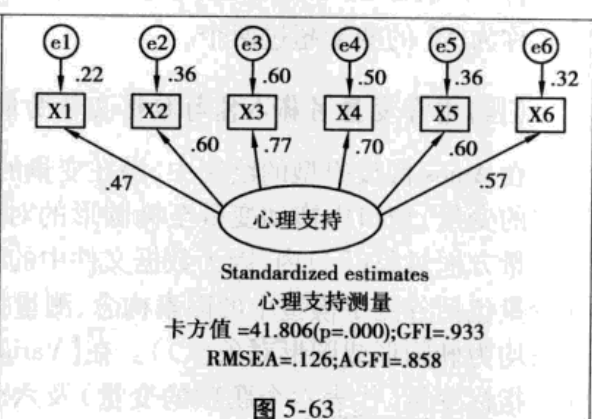 e1 e2 e3 e4 e5 e6
.22 .36 .60 .50 .36 .32
X1 X2 X3 X4 X5 X6
.47 .60 .77 .70 .60 .57
心理支持
Standardized estimates
心理支持测量
卡方值 =41.806(p=.000);GFI=.933
RMSEA=.126;AGFI=.858
图 5-63